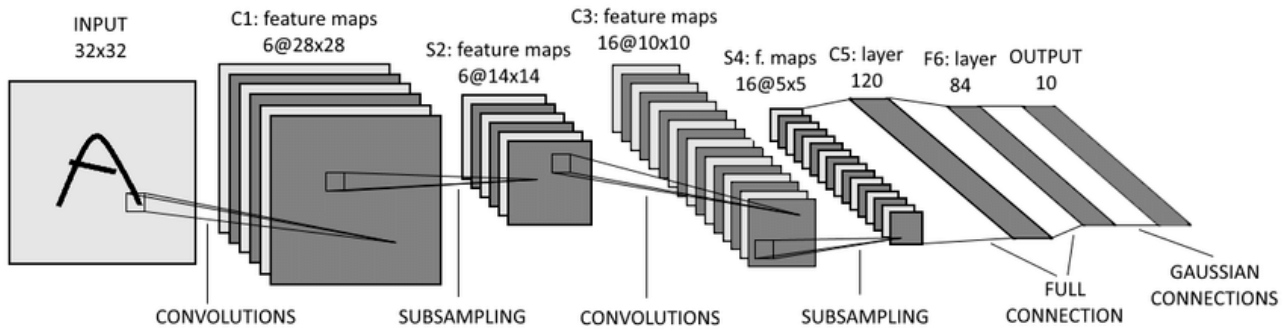 INPUT
32x32
C1: feature maps
6@28x28
S2: feature maps
6@14x14
C3: feature maps
16@10x10
S4: f. maps
16@5x5
C5: layer
120
F6: layer
84
OUTPUT
10
CONVOLUTIONS
SUBSAMPLING
CONVOLUTIONS
SUBSAMPLING
FULL
CONNECTION
GAUSSIAN
CONNECTIONS